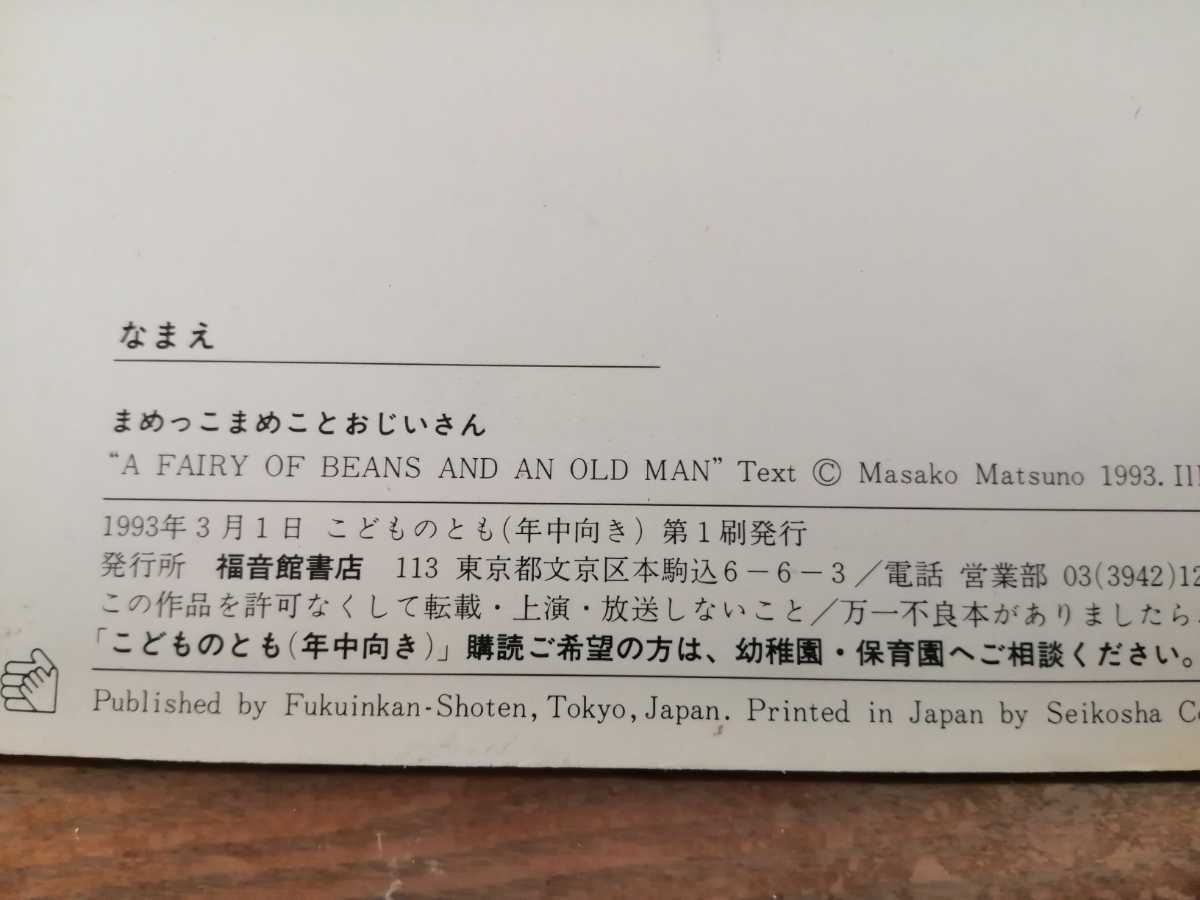 なまえ
まめっこまめことおじいさん
“A FAIRY OF BEANS AND AN OLD MAN” Text © Masako Matsuno 1993. Ill
1993年3月1日 こどものとも(年中向き) 第1刷発行
発行所 福音館書店 113 東京都文京区本駒込6-6-3/電話 営業部 03(3942)12
この作品を許可なくして転載・上演・放送しないこと/万一不良本がありましたら
「こどものとも(年中向き)」購読ご希望の方は、幼稚園・保育園へご相談ください。
Published by Fukuinkan-Shoten, Tokyo, Japan. Printed in Japan by Seikosha Co